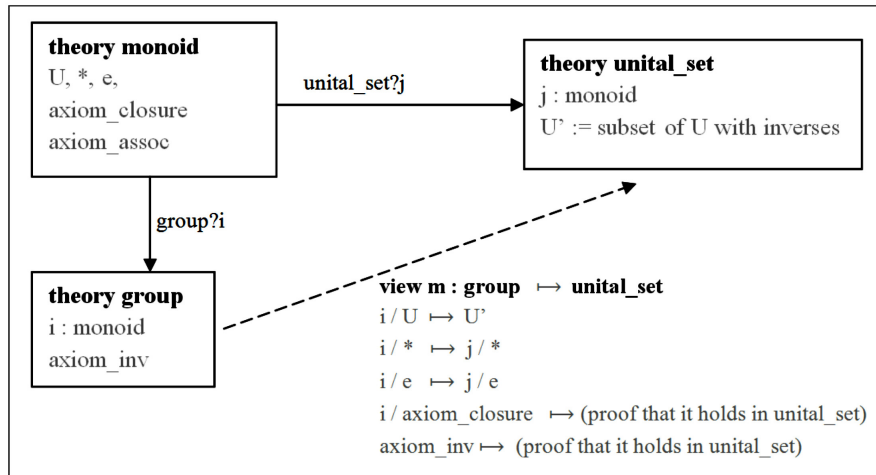 theory monoid
U, *, e,
axiom_closure
axiom_assoc
unital_set?j
theory unital_set
j : monoid
U’ := subset of U with inverses
group?i
theory group
i : monoid
axiom_inv
view m : group ↦ unital_set
i / U ↦ U’
i / * ↦ j / *
i / e ↦ j / e
i / axiom_closure ↦ (proof that it holds in unital_set)
axiom_inv ↦ (proof that it holds in unital_set)